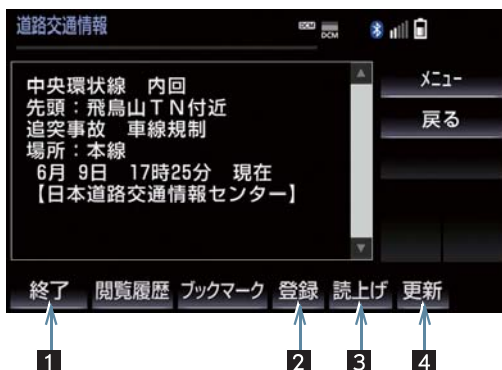 道路交通情報 DCM DCM
中央環状線 内回
先頭：飛鳥山ＴＮ付近
追突事故 車線規制
場所：本線
6月 9日 17時25分 現在
【日本道路交通情報センター】
メニュー
戻る
終了 閲覧履歴 ブックマーク 登録 読上げ 更新
1 2 3 4